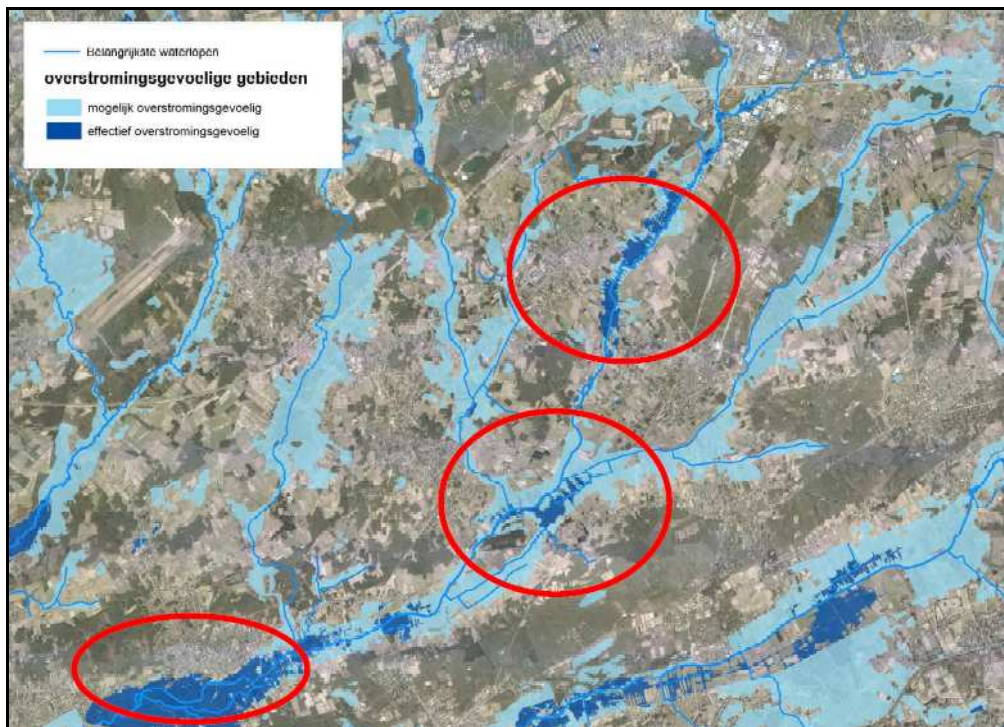 Belangrijkste waterlopen
overstromingsgevoelige gebieden
mogelijk overstromingsgevoelig
effectief overstromingsgevoelig